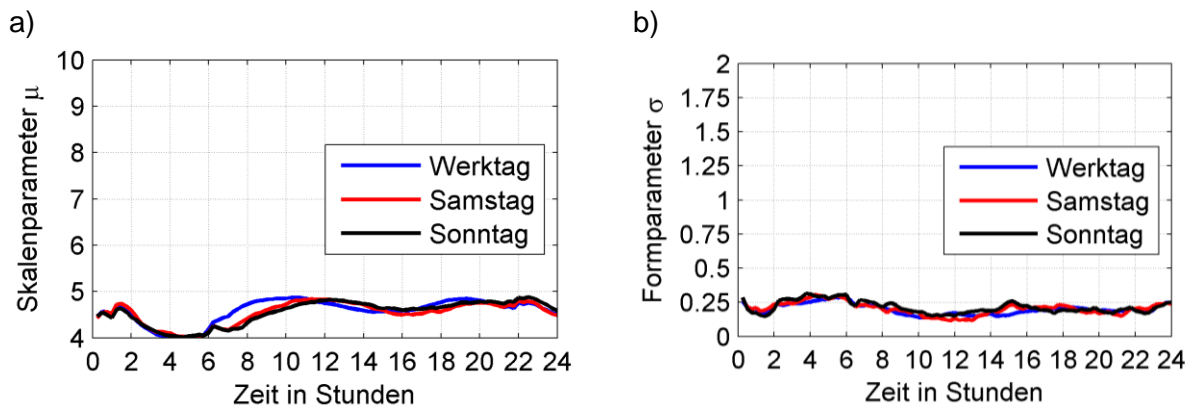 a)
Skalenparameter μ
10
9
8
7
6
5
4
Werktag
Samstag
Sonntag
0 2 4 6 8 10 12 14 16 18 20 22 24
Zeit in Stunden
b)
Formparameter σ
2
1.75
1.5
1.25
1
0.75
0.5
0.25
0
Werktag
Samstag
Sonntag
0 2 4 6 8 10 12 14 16 18 20 22 24
Zeit in Stunden